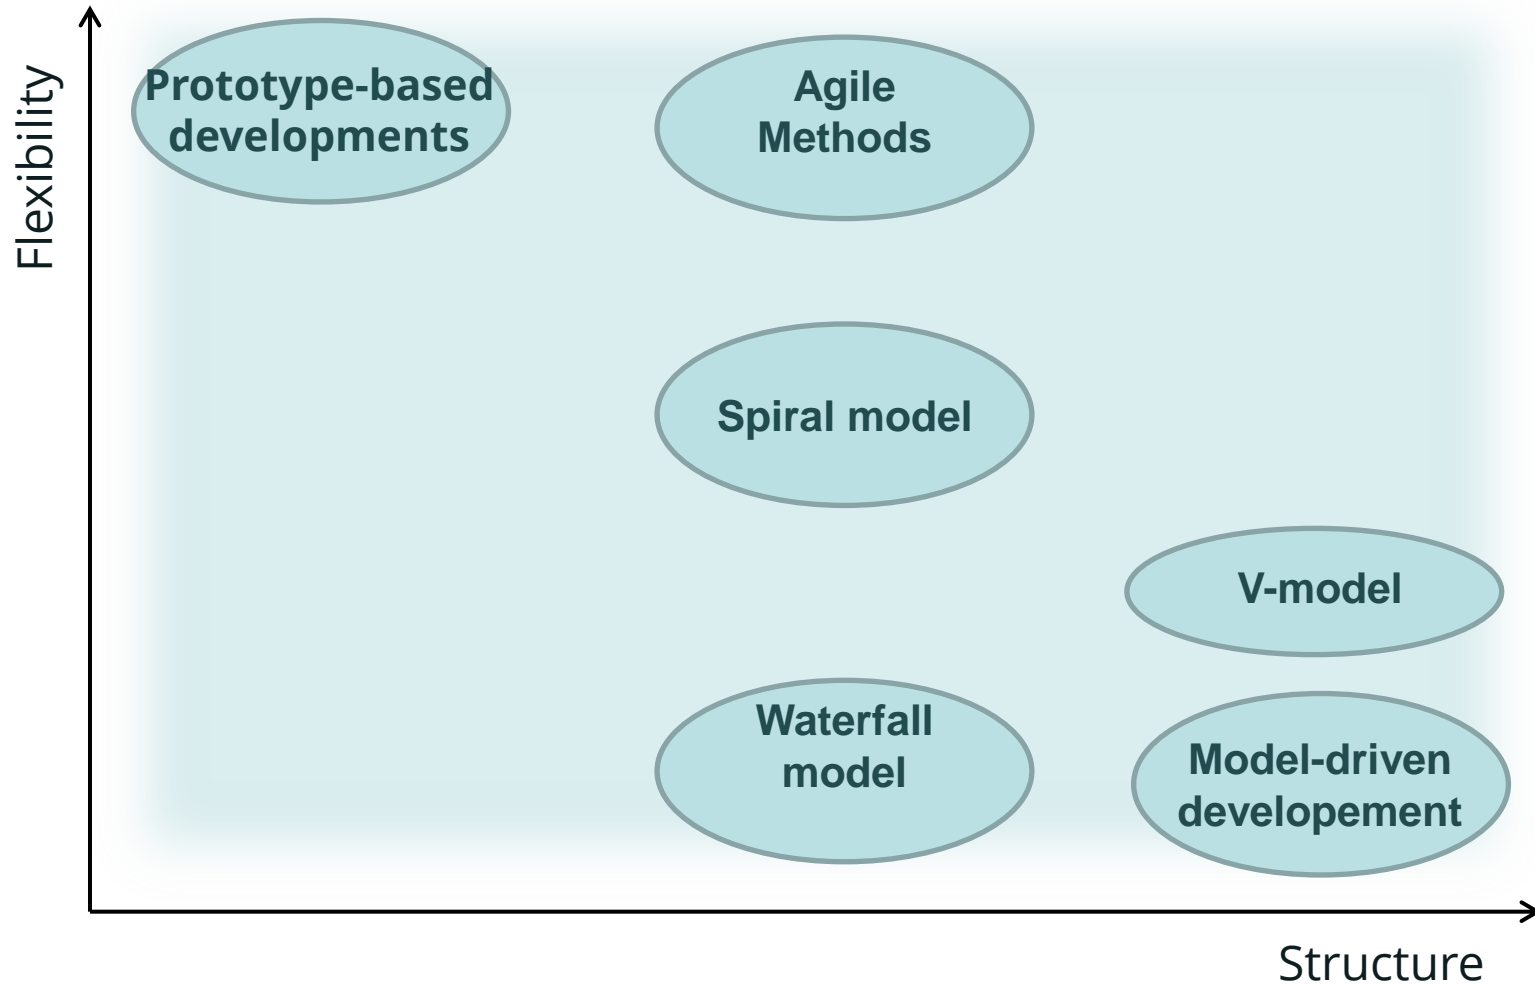 Flexibility
Prototype-based
developments
Agile
Methods
Spiral model
V-model
Waterfall
model
Model-driven
developement
Structure